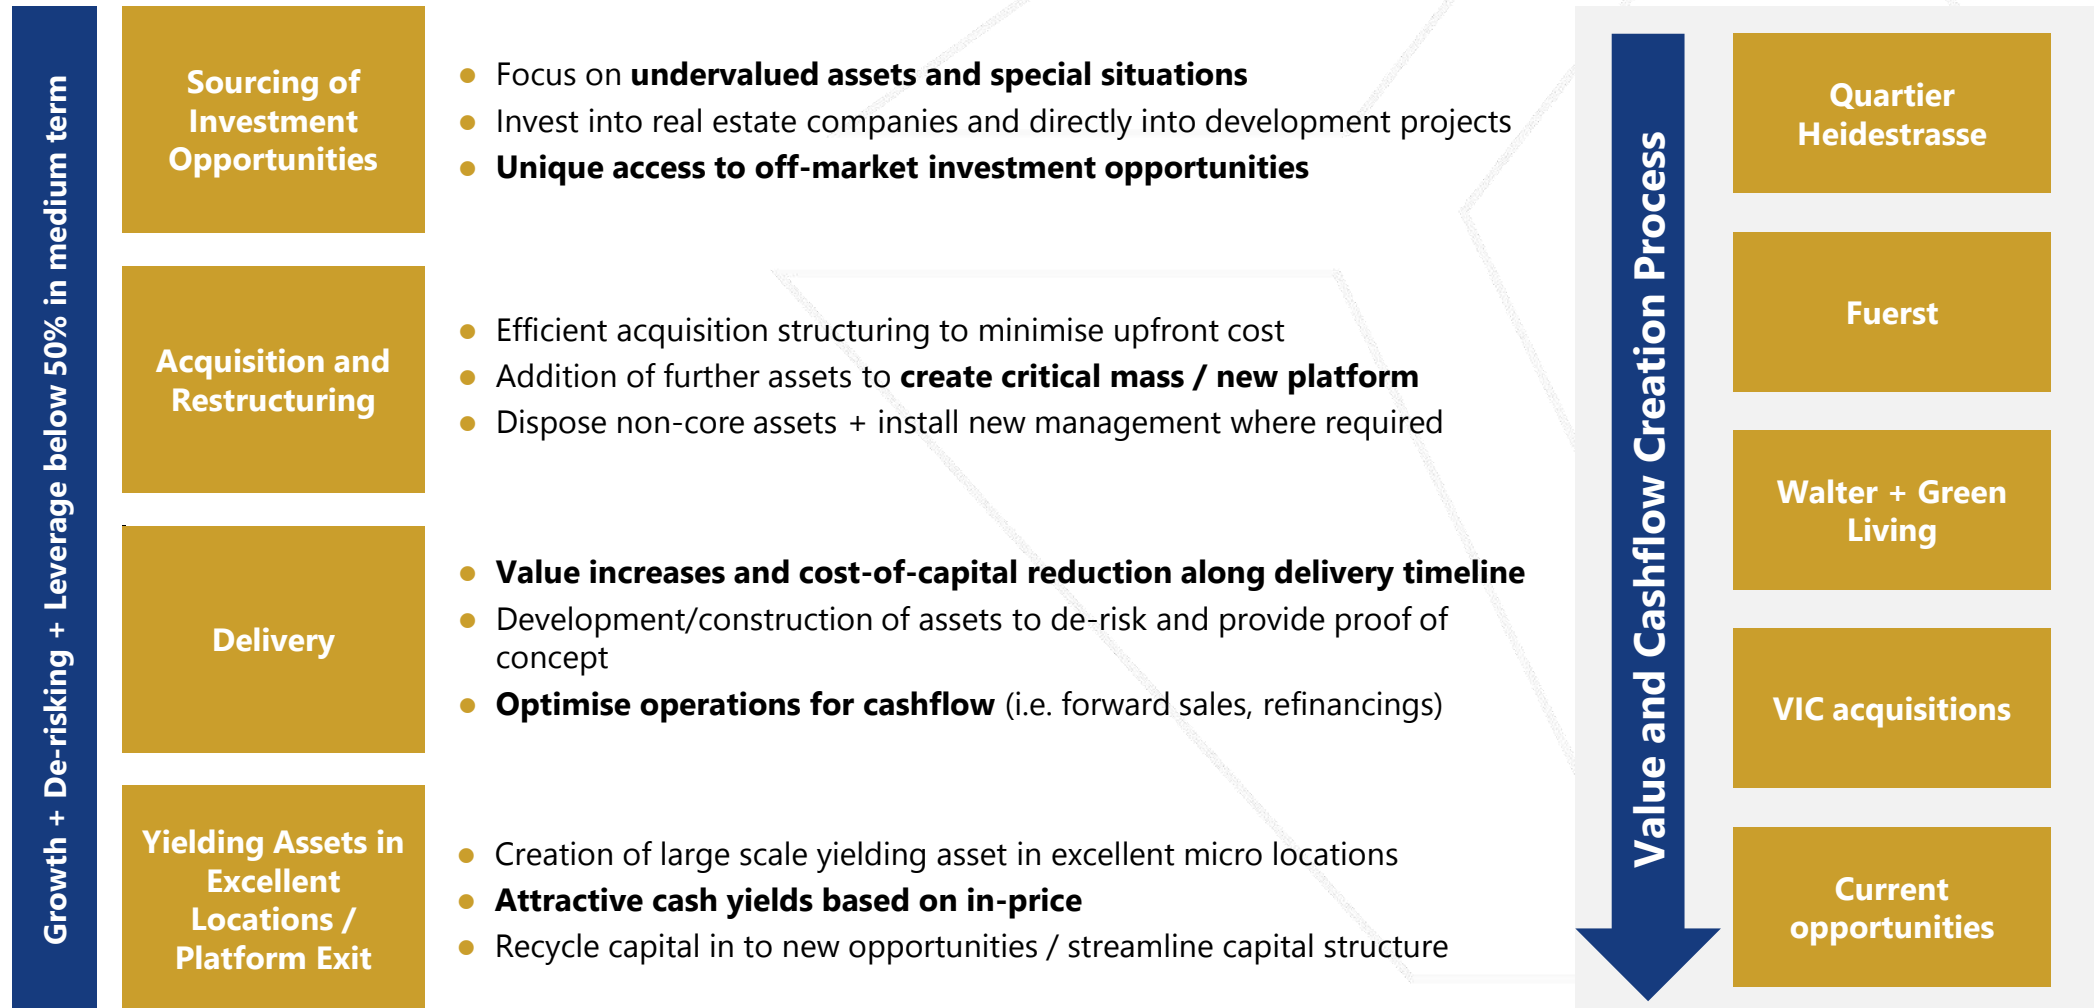 Growth + De-risking + Leverage below 50% in medium term
Sourcing of
Investment
Opportunities
● Focus on undervalued assets and special situations
● Invest into real estate companies and directly into development projects
● Unique access to off-market investment opportunities
Acquisition and
Restructuring
● Efficient acquisition structuring to minimise upfront cost
● Addition of further assets to create critical mass / new platform
● Dispose non-core assets + install new management where required
Delivery
● Value increases and cost-of-capital reduction along delivery timeline
● Development/construction of assets to de-risk and provide proof of
concept
● Optimise operations for cashflow (i.e. forward sales, refinancings)
Yielding Assets in
Excellent
Locations /
Platform Exit
● Creation of large scale yielding asset in excellent micro locations
● Attractive cash yields based on in-price
● Recycle capital in to new opportunities / streamline capital structure
Value and Cashflow Creation Process
Quartier
Heidestrasse
Fuerst
Walter + Green
Living
VIC acquisitions
Current
opportunities